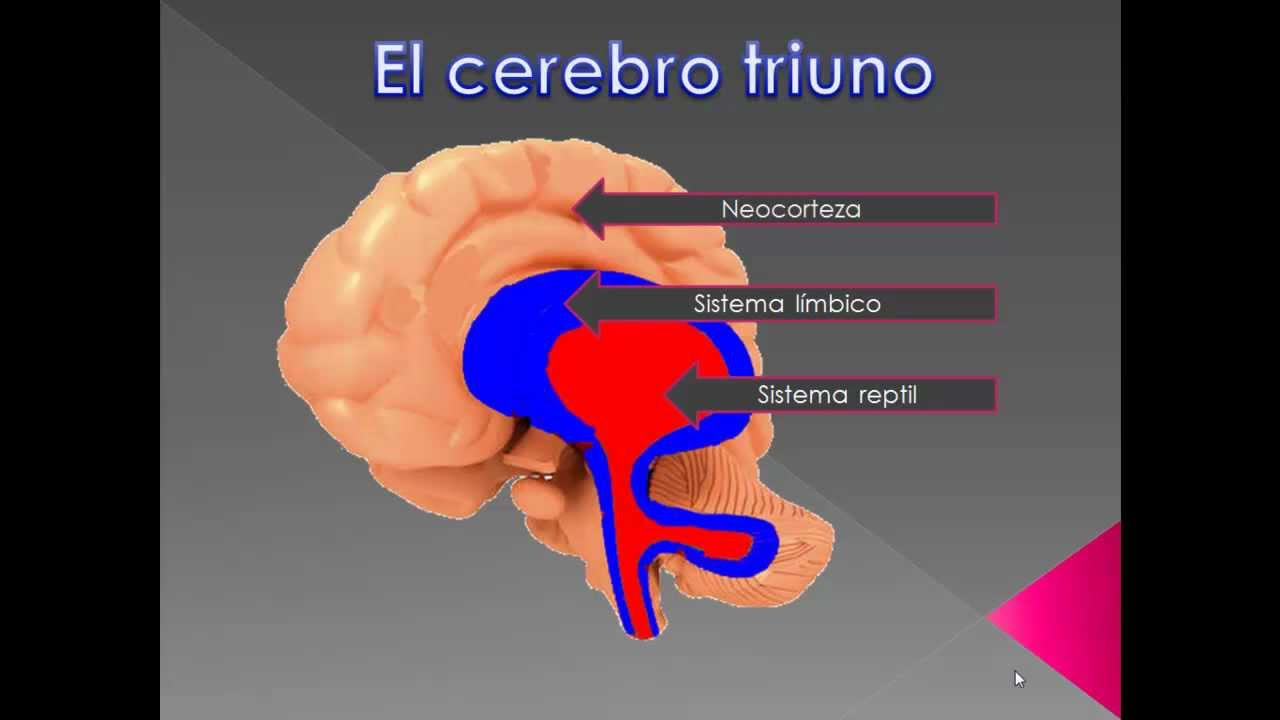 El cerebro triuno
Neocorteza
Sistema límbico
Sistema reptil